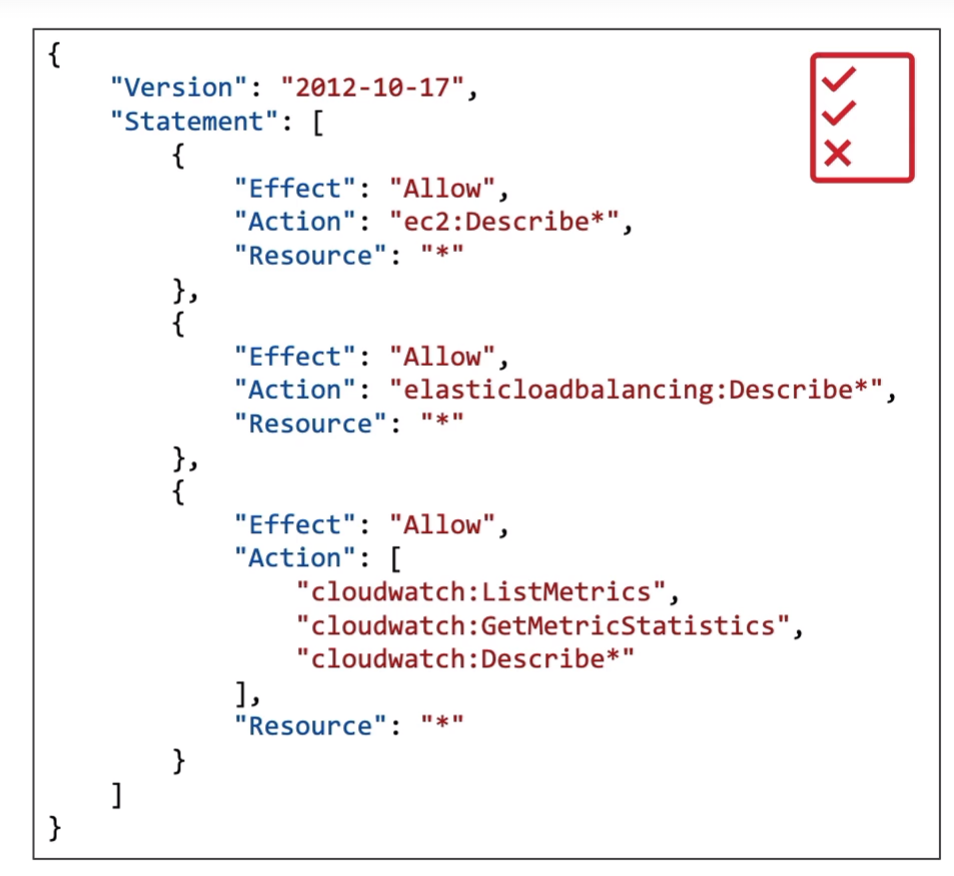 {
    "Version": "2012-10-17",
    "Statement": [
        {
            "Effect": "Allow",
            "Action": "ec2:Describe*",
            "Resource": "*"
        },
        {
            "Effect": "Allow",
            "Action": "elasticloadbalancing:Describe*",
            "Resource": "*"
        },
        {
            "Effect": "Allow",
            "Action": [
                "cloudwatch:ListMetrics",
                "cloudwatch:GetMetricStatistics",
                "cloudwatch:Describe*"
            ],
            "Resource": "*"
        }
    ]
}